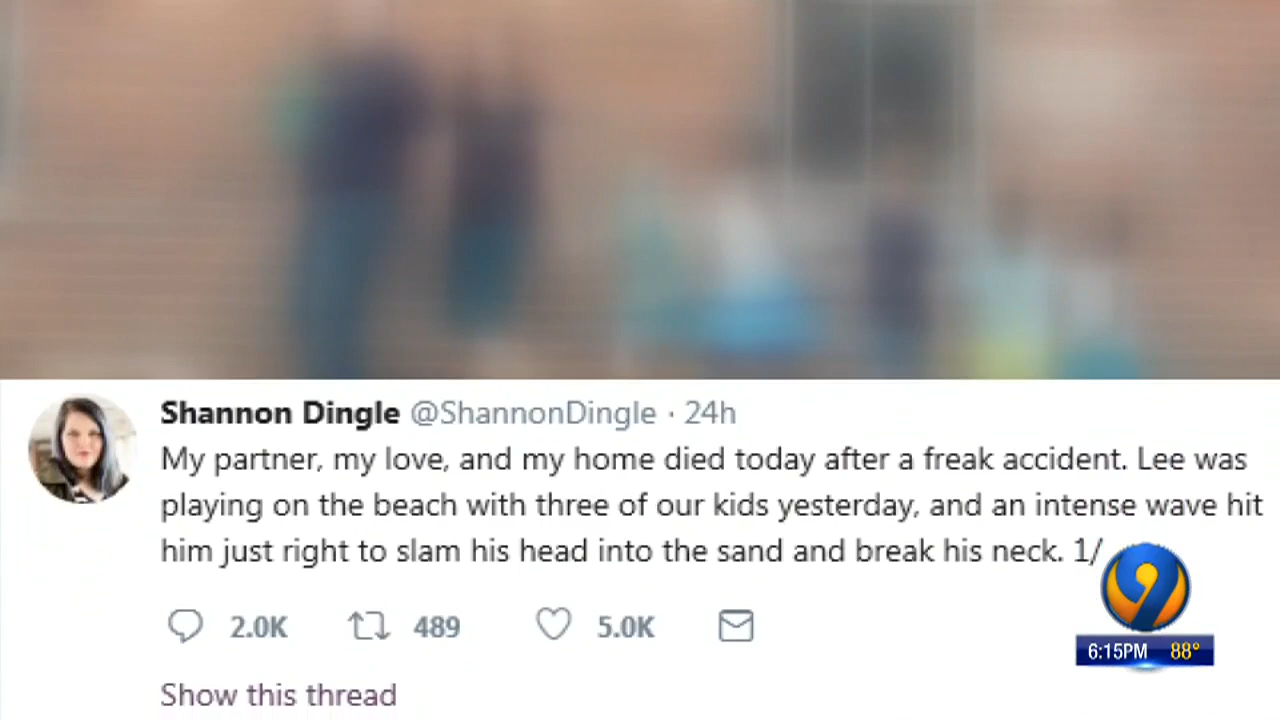 Shannon Dingle @ShannonDingle · 24h
My partner, my love, and my home died today after a freak accident. Lee was
playing on the beach with three of our kids yesterday, and an intense wave hit
him just right to slam his head into the sand and break his neck. 1/
2.0K 489 5.0K
9
6:15PM 88°
Show this thread